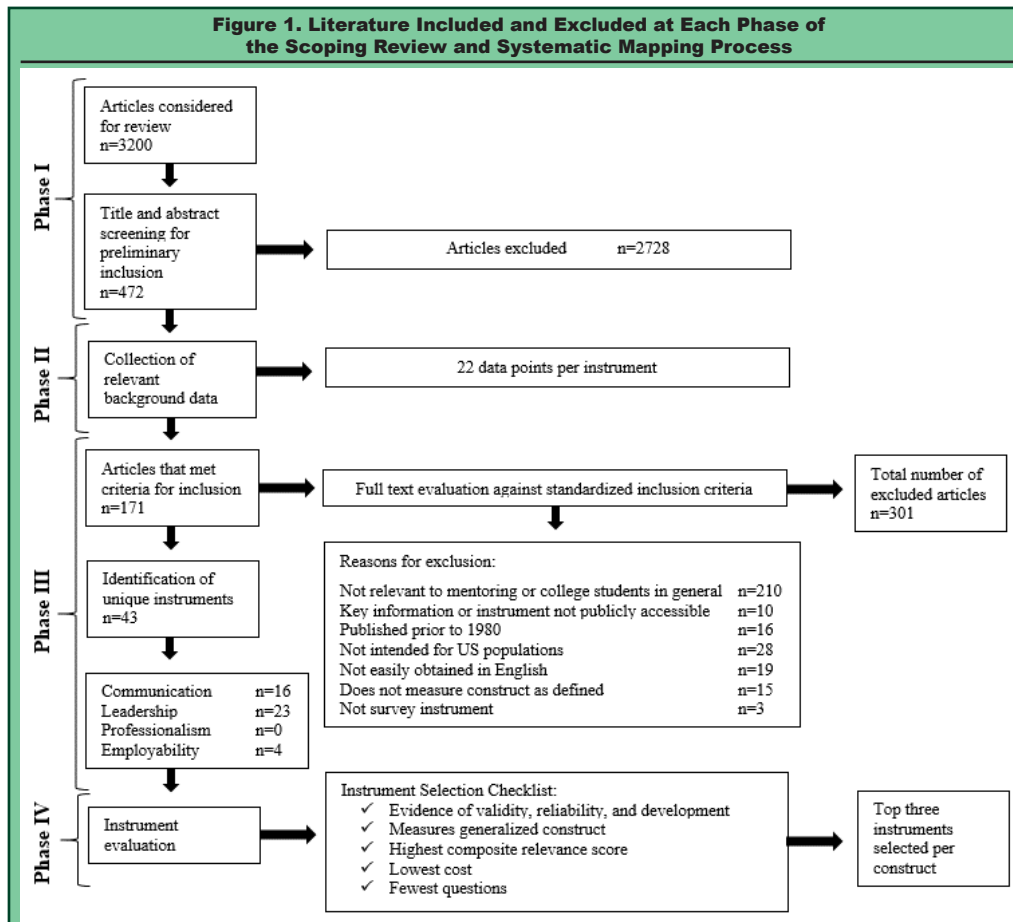 Figure 1. Literature Included and Excluded at Each Phase of
the Scoping Review and Systematic Mapping Process
Phase I
Articles considered
for review
n=3200
Title and abstract
screening for
preliminary
inclusion
n=472
Articles excluded n=2728
Phase II
Collection of
relevant
background data
22 data points per instrument
Phase III
Articles that met
criteria for inclusion
n=171
Full text evaluation against standardized inclusion criteria
Total number of
excluded articles
n=301
Reasons for exclusion:
Not relevant to mentoring or college students in general n=210
Key information or instrument not publicly accessible n=10
Published prior to 1980 n=16
Not intended for US populations n=28
Not easily obtained in English n=19
Does not measure construct as defined n=15
Not survey instrument n=3
Identification of
unique instruments
n=43
Communication n=16
Leadership n=23
Professionalism n=0
Employability n=4
Phase IV
Instrument
evaluation
Instrument Selection Checklist:
✓ Evidence of validity, reliability, and development
✓ Measures generalized construct
✓ Highest composite relevance score
✓ Lowest cost
✓ Fewest questions
Top three
instruments
selected per
construct